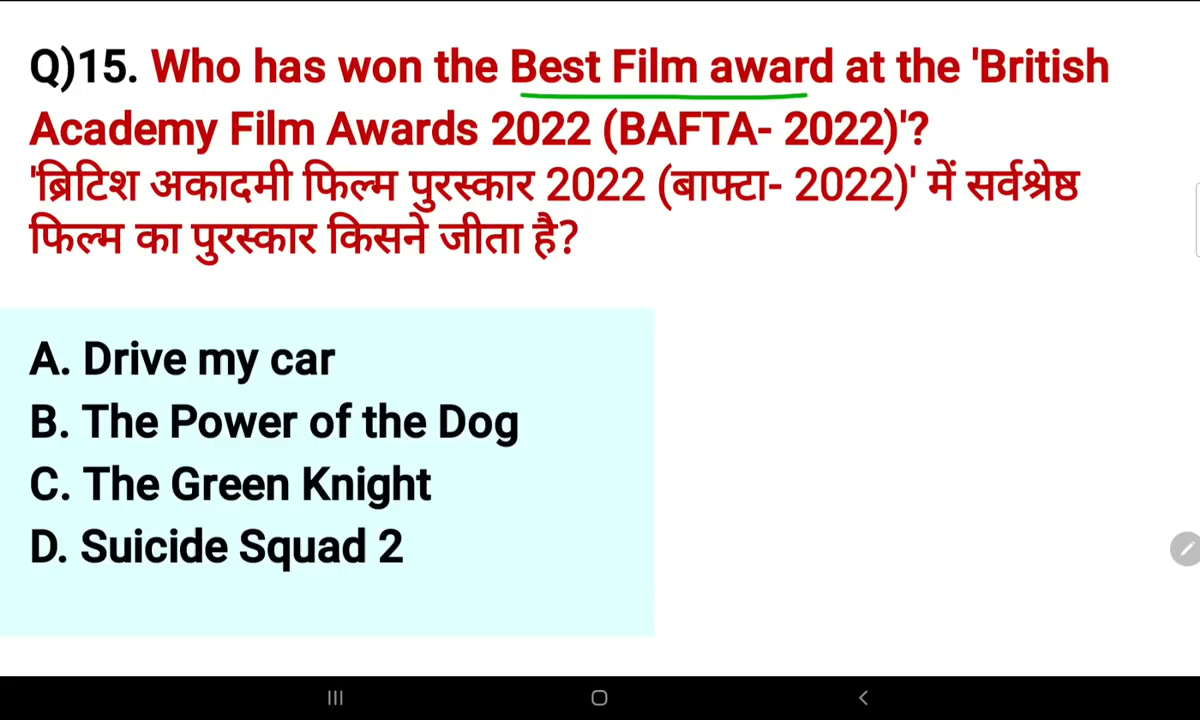 Q)15. Who has won the Best Film award at the 'British
Academy Film Awards 2022 (BAFTA- 2022)'?
'ब्रिटिश अकादमी फिल्म पुरस्कार 2022 (बाफ्टा- 2022)' में सर्वश्रेष्ठ
फिल्म का पुरस्कार किसने जीता है?
A. Drive my car
B. The Power of the Dog
C. The Green Knight
D. Suicide Squad 2